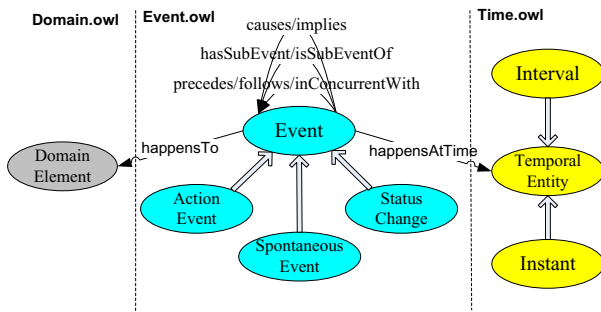 Domain.owl
Event.owl
Time.owl
causes/implies
hasSubEvent/isSubEventOf
precedes/follows/inConcurrentWith
Event
Interval
happensTo
happensAtTime
Domain
Element
Temporal
Entity
Action
Event
Status
Change
Spontaneous
Event
Instant